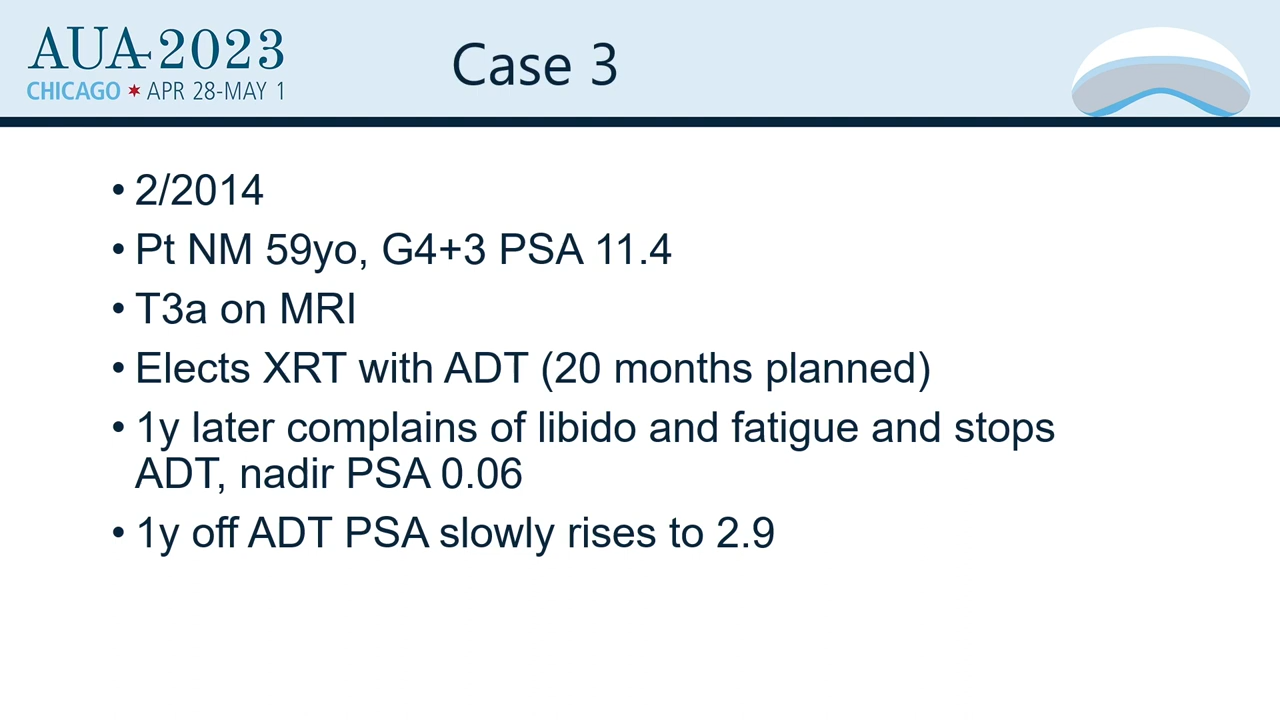 AUA 2023
CHICAGO ★ APR 28-MAY 1
Case 3
• 2/2014
• Pt NM 59yo, G4+3 PSA 11.4
• T3a on MRI
• Elects XRT with ADT (20 months planned)
• 1y later complains of libido and fatigue and stops
ADT, nadir PSA 0.06
• 1y off ADT PSA slowly rises to 2.9